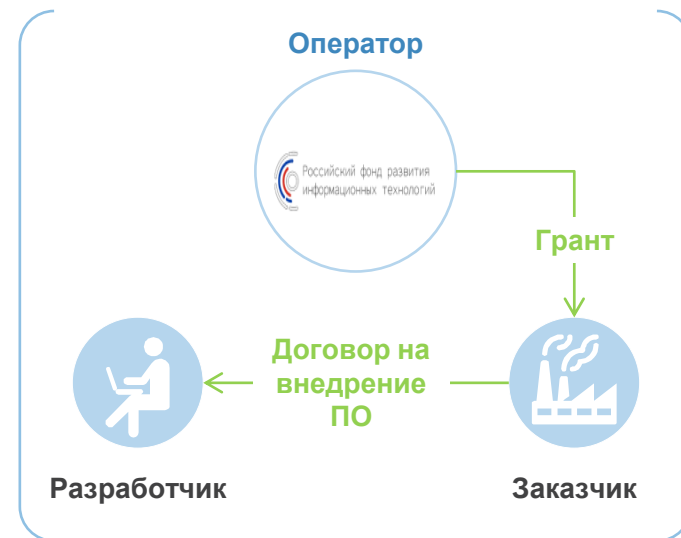 Оператор
Российский фонд развития
информационных технологий
Грант
Договор на
внедрение
ПО
Разработчик
Заказчик